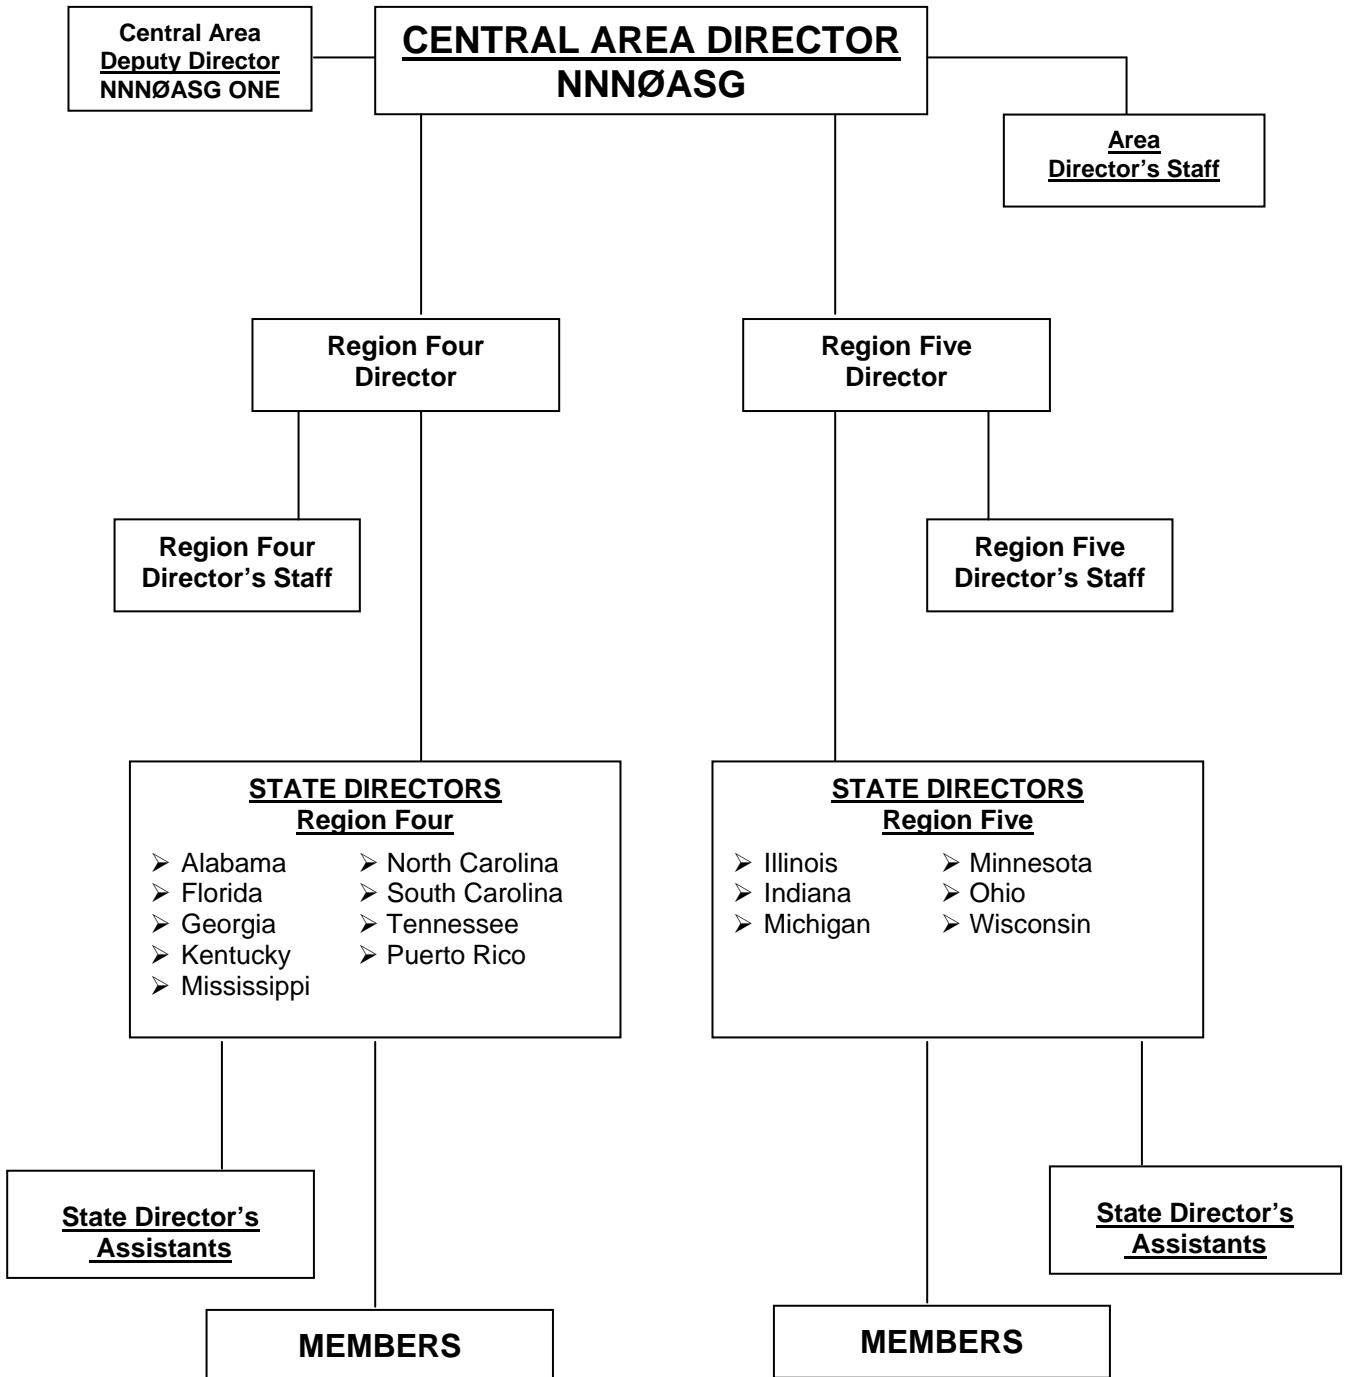 Central Area
Deputy Director
NNNØASG ONE
CENTRAL AREA DIRECTOR
NNNØASG
Area
Director’s Staff
Region Four
Director
Region Five
Director
Region Four
Director’s Staff
Region Five
Director’s Staff
STATE DIRECTORS
Region Four
➢ Alabama
➢ Florida
➢ Georgia
➢ Kentucky
➢ Mississippi
➢ North Carolina
➢ South Carolina
➢ Tennessee
➢ Puerto Rico
STATE DIRECTORS
Region Five
➢ Illinois
➢ Indiana
➢ Michigan
➢ Minnesota
➢ Ohio
➢ Wisconsin
State Director’s
Assistants
State Director’s
Assistants
MEMBERS
MEMBERS